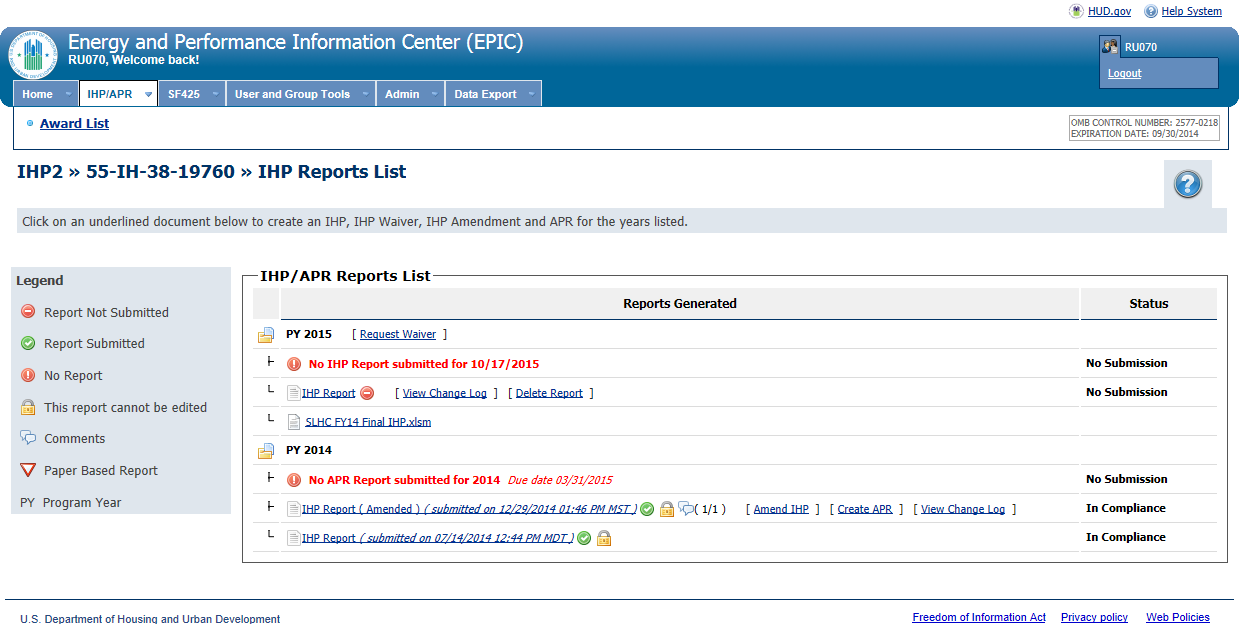 HUD.gov Help System
Energy and Performance Information Center (EPIC)
RU070, Welcome back!
RU070
Logout
Home IHP/APR SF425 User and Group Tools Admin Data Export
Award List
OMB CONTROL NUMBER: 2577-0218
EXPIRATION DATE: 09/30/2014
IHP2 » 55-IH-38-19760 » IHP Reports List
Click on an underlined document below to create an IHP, IHP Waiver, IHP Amendment and APR for the years listed.
Legend
Report Not Submitted
Report Submitted
No Report
This report cannot be edited
Comments
Paper Based Report
PY Program Year
IHP/APR Reports List
Reports Generated Status
PY 2015 [ Request Waiver ]
No IHP Report submitted for 10/17/2015 No Submission
IHP Report [ View Change Log ] [ Delete Report ] No Submission
SLHC FY14 Final IHP.xlsm
PY 2014
No APR Report submitted for 2014 Due date 03/31/2015 No Submission
IHP Report ( Amended ) ( submitted on 12/29/2014 01:46 PM MST ) ( 1/1 ) [ Amend IHP ] [ Create APR ] [ View Change Log ] In Compliance
IHP Report ( submitted on 07/14/2014 12:44 PM MDT ) In Compliance
U.S. Department of Housing and Urban Development Freedom of Information Act Privacy policy Web Policies